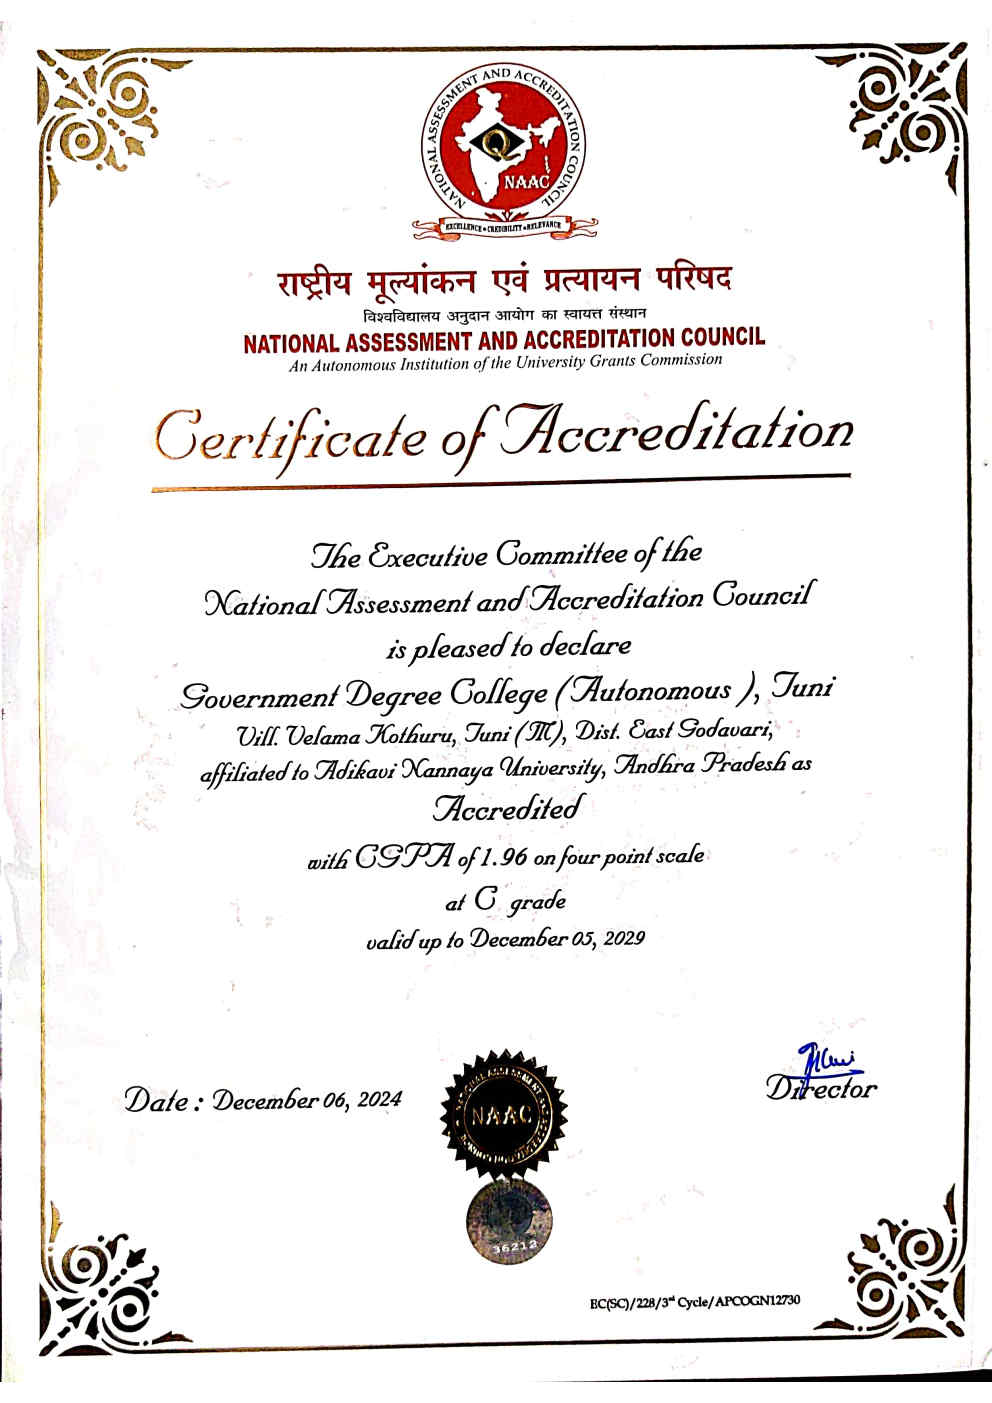 NATIONAL ASSESSMENT AND ACCREDITATION COUNCIL
Q
NAAC
EXCELLENCE • CREDIBILITY • RELEVANCE
राष्ट्रीय मूल्यांकन एवं प्रत्यायन परिषद
विश्वविद्यालय अनुदान आयोग का स्वायत्त संस्थान
NATIONAL ASSESSMENT AND ACCREDITATION COUNCIL
An Autonomous Institution of the University Grants Commission
Certificate of Accreditation
The Executive Committee of the
National Assessment and Accreditation Council
is pleased to declare
Government Degree College (Autonomous ), Tuni
Vill. Velama Kothuru, Tuni (M), Dist. East Godavari,
affiliated to Adikavi Nannaya University, Andhra Pradesh as
Accredited
with CGPA of 1.96 on four point scale
at C grade
valid up to December 05, 2029
Date : December 06, 2024
Director
NAAC
36212
EC(SC)/228/3rd Cycle/APCOGN12730